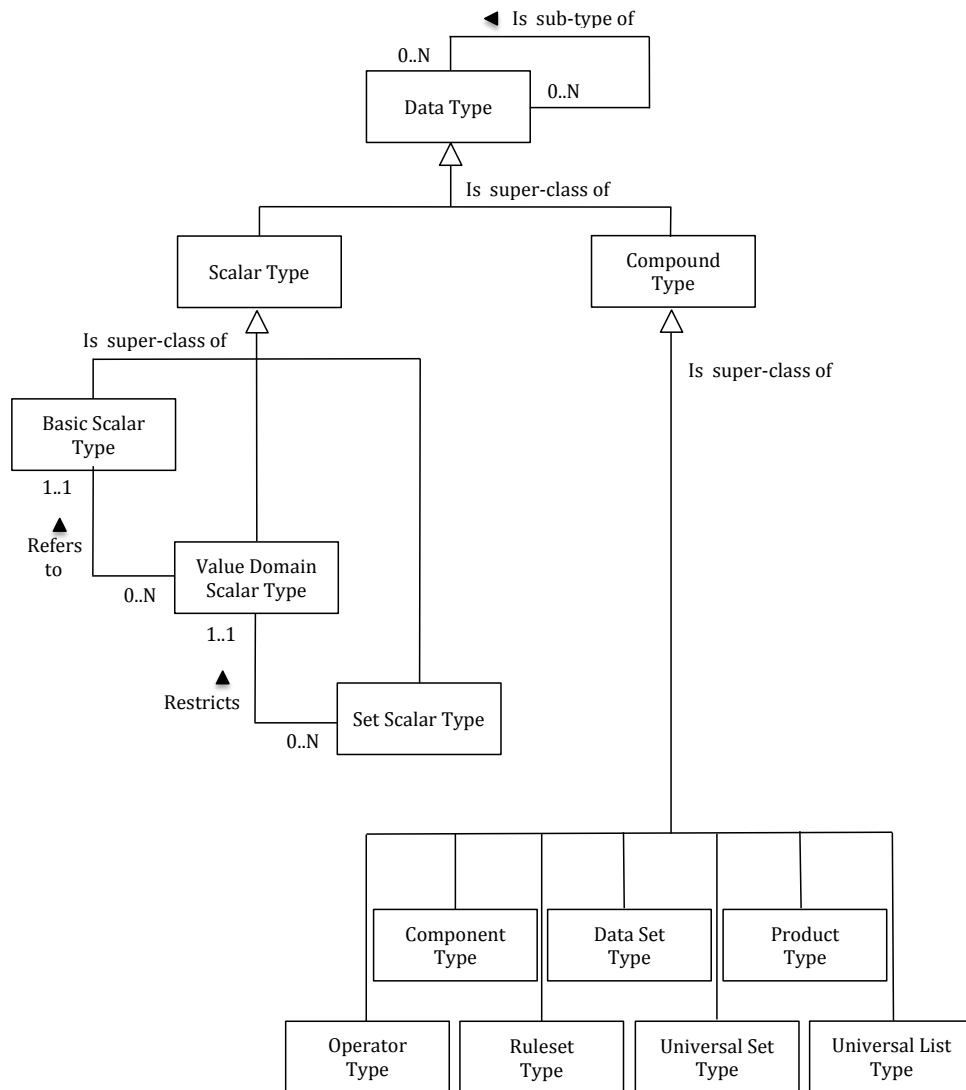 Is sub-type of
0..N
0..N
Data Type
Is super-class of
Scalar Type
Compound
Type
Is super-class of
Is super-class of
Basic Scalar
Type
1..1
Refers
to
0..N
Value Domain
Scalar Type
1..1
Restricts
0..N
Set Scalar Type
Component
Type
Data Set
Type
Product
Type
Operator
Type
Ruleset
Type
Universal Set
Type
Universal List
Type